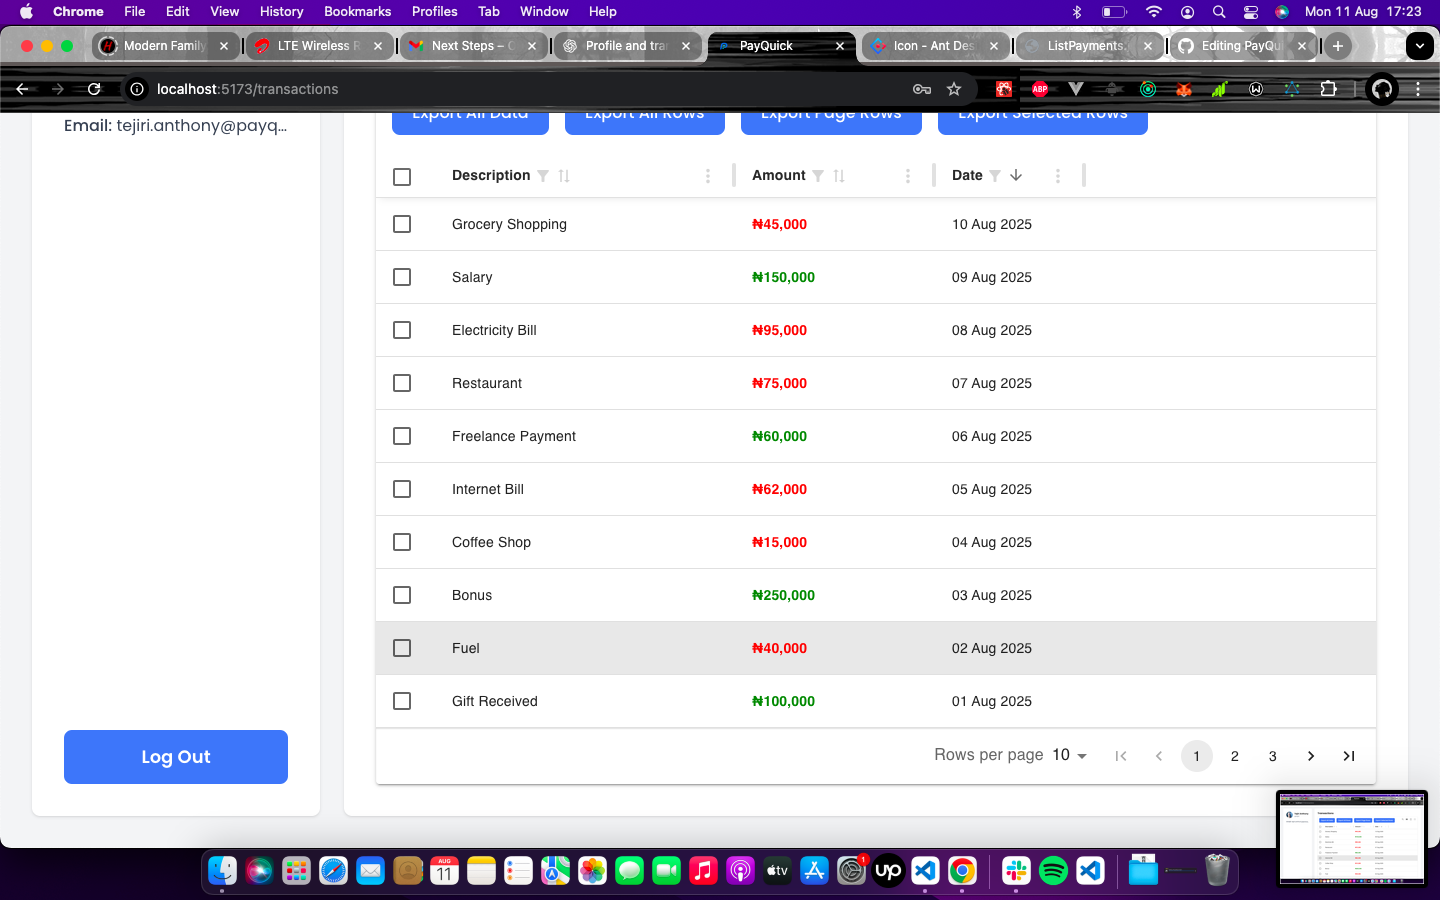 Chrome File Edit View History Bookmarks Profiles Tab Window Help Mon 11 Aug 17:23
Modern Family LTE Wireless R Next Steps – Profile and tra PayQuick Icon - Ant Des ListPayments. Editing PayQu
localhost:5173/transactions
ABP
Email: tejiri.anthony@payq...
Export All Data Export All Rows Export Page Rows Export Selected Rows
Description Amount Date
Grocery Shopping ₦45,000 10 Aug 2025
Salary ₦150,000 09 Aug 2025
Electricity Bill ₦95,000 08 Aug 2025
Restaurant ₦75,000 07 Aug 2025
Freelance Payment ₦60,000 06 Aug 2025
Internet Bill ₦62,000 05 Aug 2025
Coffee Shop ₦15,000 04 Aug 2025
Bonus ₦250,000 03 Aug 2025
Fuel ₦40,000 02 Aug 2025
Gift Received ₦100,000 01 Aug 2025
Log Out
Rows per page 10 1 2 3
AUG
11
tv
1
up